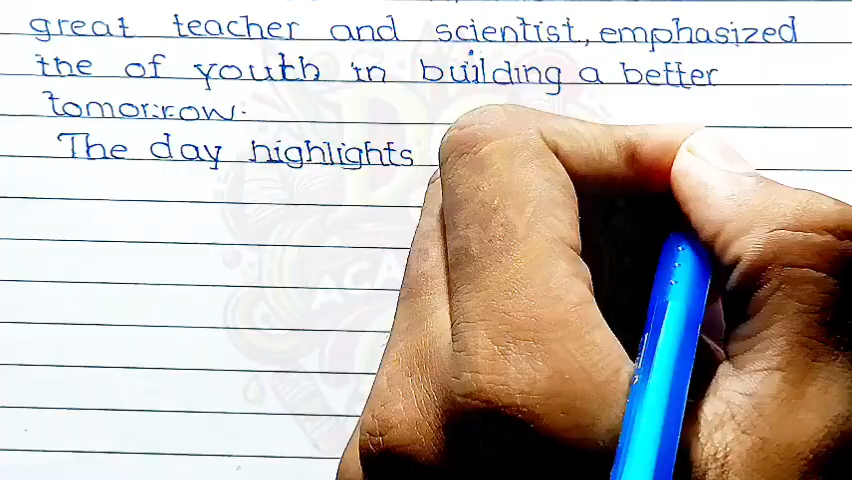 great teacher and scientist, emphasized
the of youth in building a better
tomorrow.
The day highlights